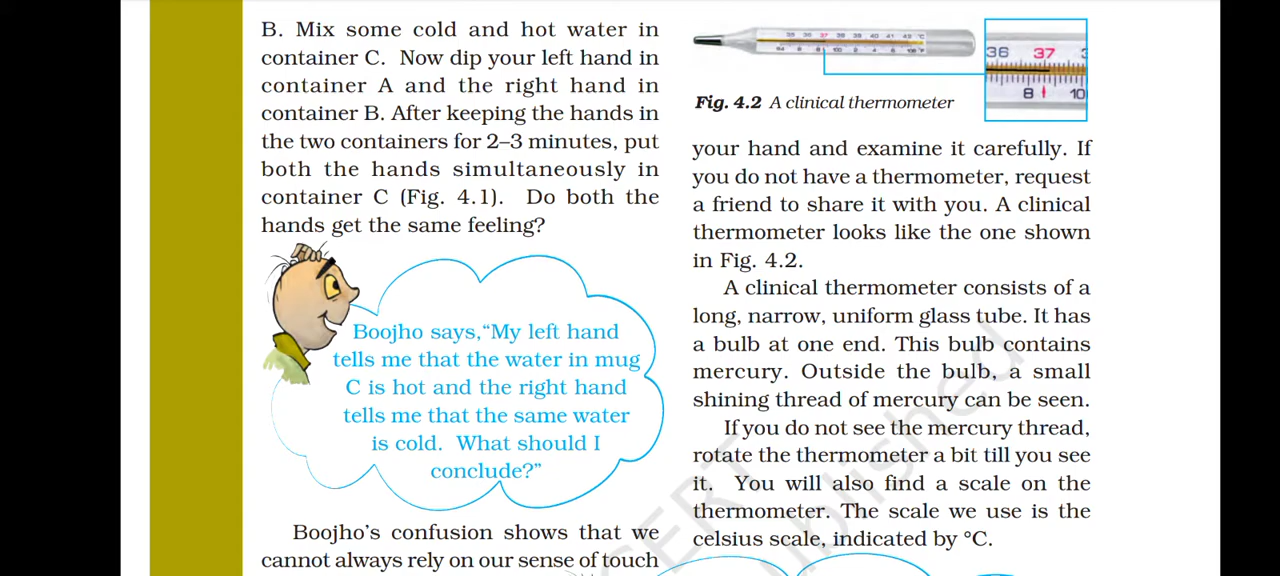 B. Mix some cold and hot water in
container C. Now dip your left hand in
container A and the right hand in
container B. After keeping the hands in
the two containers for 2–3 minutes, put
both the hands simultaneously in
container C (Fig. 4.1). Do both the
hands get the same feeling?
Boojho says,“My left hand
tells me that the water in mug
C is hot and the right hand
tells me that the same water
is cold. What should I
conclude?”
Boojho’s confusion shows that we
cannot always rely on our sense of touch
35 36 37 38 39 40 41 42 °C
36 37
8 10
Fig. 4.2 A clinical thermometer
your hand and examine it carefully. If
you do not have a thermometer, request
a friend to share it with you. A clinical
thermometer looks like the one shown
in Fig. 4.2.
A clinical thermometer consists of a
long, narrow, uniform glass tube. It has
a bulb at one end. This bulb contains
mercury. Outside the bulb, a small
shining thread of mercury can be seen.
If you do not see the mercury thread,
rotate the thermometer a bit till you see
it. You will also find a scale on the
thermometer. The scale we use is the
celsius scale, indicated by °C.